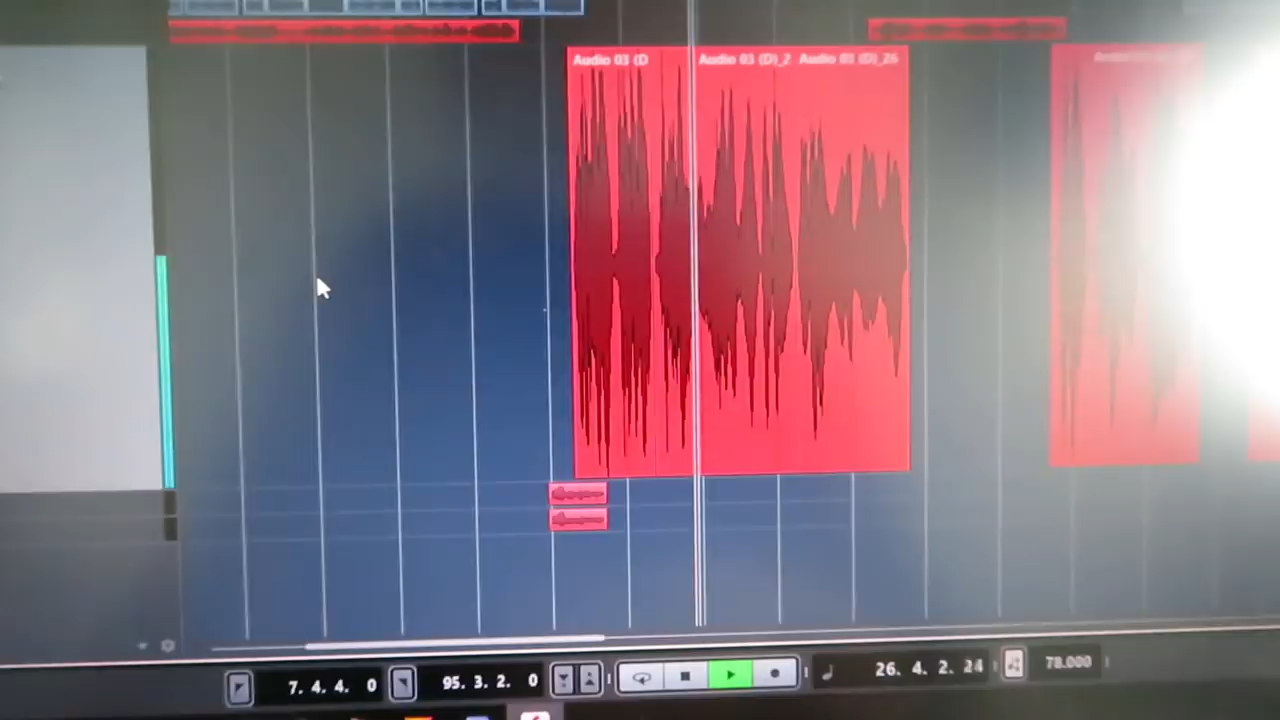 Audio 03 (D
Audio 03 (D)_2
Audio 03 (D)_26
7. 4. 4. 0
95. 3. 2. 0
26. 4. 2. 24
78.000